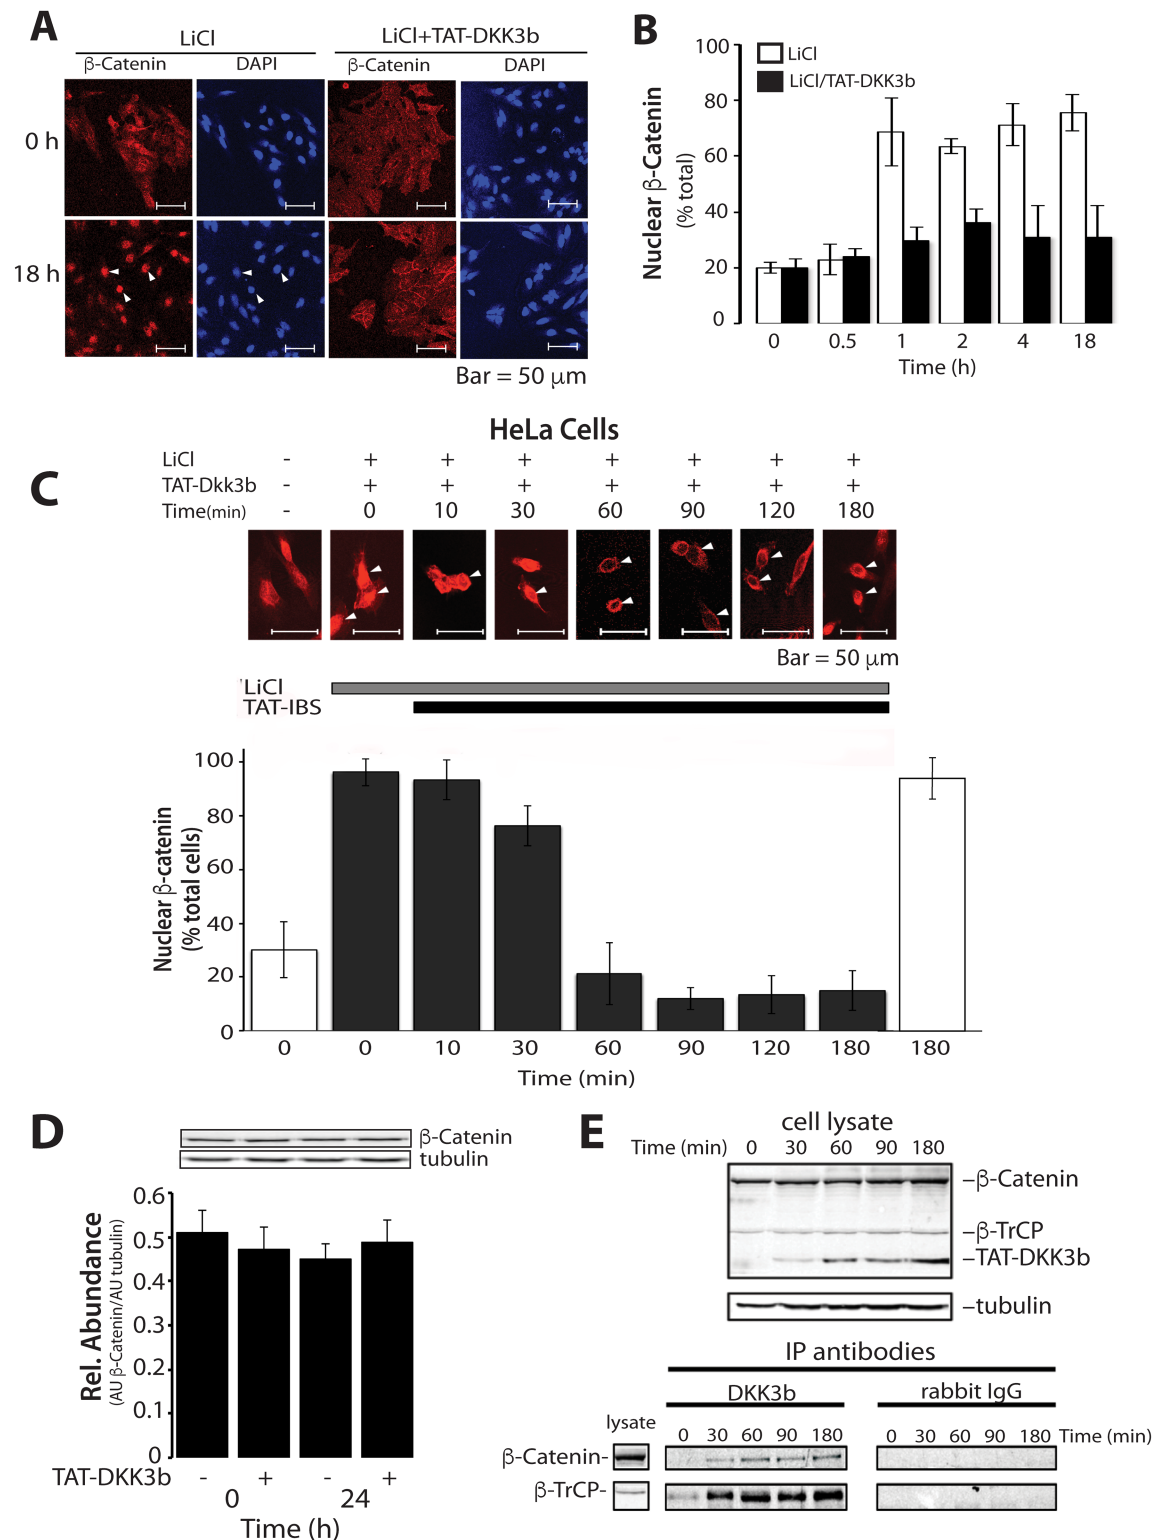 A
LiCl
LiCl+TAT-DKK3b
β-Catenin DAPI β-Catenin DAPI
0 h
18 h
Bar = 50 μm
B
Nuclear β-Catenin
(% total)
100
80
60
40
20
0
LiCl
LiCl/TAT-DKK3b
0 0.5 1 2 4 18
Time (h)
HeLa Cells
C
LiCl - + + + + + + +
TAT-Dkk3b - + + + + + + +
Time(min) - 0 10 30 60 90 120 180
Bar = 50 μm
'LiCl
TAT-IBS
Nuclear β-catenin
(% total cells)
100
80
60
40
20
0
0 0 10 30 60 90 120 180 180
Time (min)
D
β-Catenin
tubulin
Rel. Abundance
(AU β-Catenin/AU tubulin)
0.6
0.5
0.4
0.3
0.2
0.1
0
TAT-DKK3b - + - +
0 24
Time (h)
E
cell lysate
Time (min) 0 30 60 90 180
–β-Catenin
–β-TrCP
–TAT-DKK3b
–tubulin
IP antibodies
DKK3b rabbit IgG
lysate
0 30 60 90 180 0 30 60 90 180 Time (min)
β-Catenin-
β-TrCP-